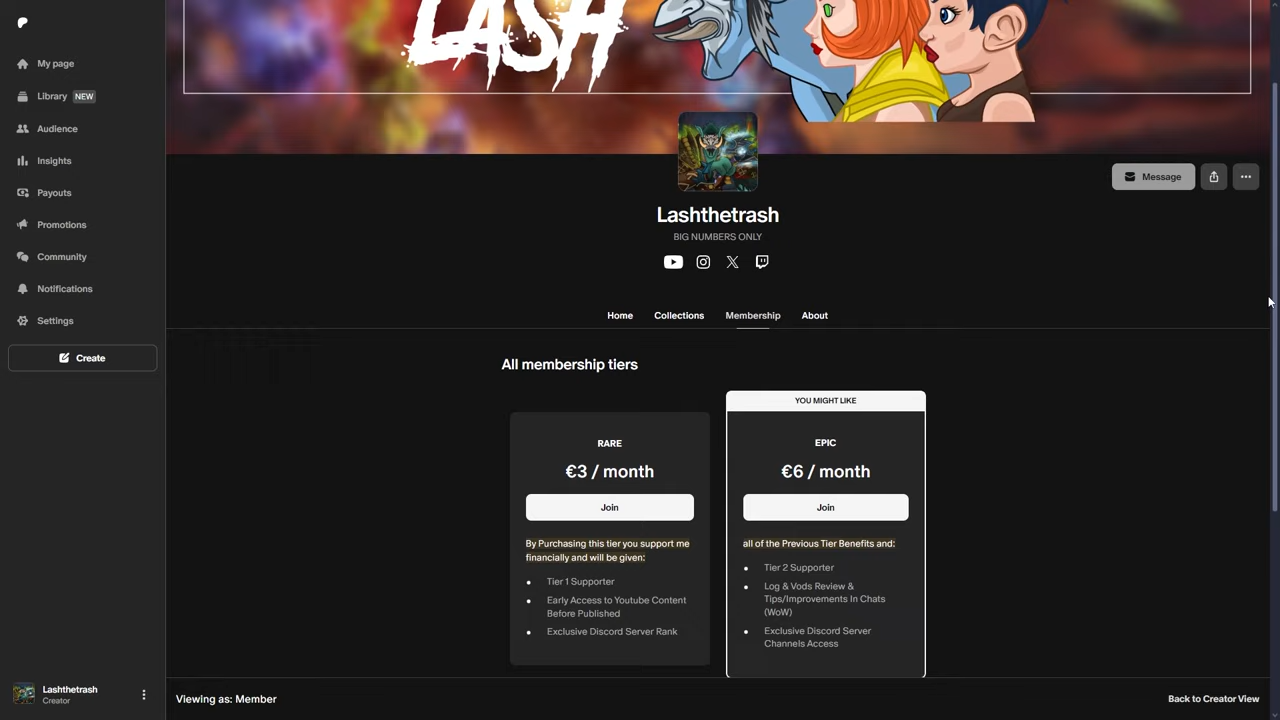 LASH
My page
Library NEW
Audience
Insights
Payouts
Promotions
Community
Notifications
Settings
Create
Message
Lashthetrash
BIG NUMBERS ONLY
Home
Collections
Membership
About
All membership tiers
RARE
€3 / month
Join
By Purchasing this tier you support me
financially and will be given:
Tier 1 Supporter
Early Access to Youtube Content
Before Published
Exclusive Discord Server Rank
YOU MIGHT LIKE
EPIC
€6 / month
Join
all of the Previous Tier Benefits and:
Tier 2 Supporter
Log & Vods Review &
Tips/Improvements In Chats
(WoW)
Exclusive Discord Server
Channels Access
Lashthetrash
Creator
Viewing as: Member
Back to Creator View